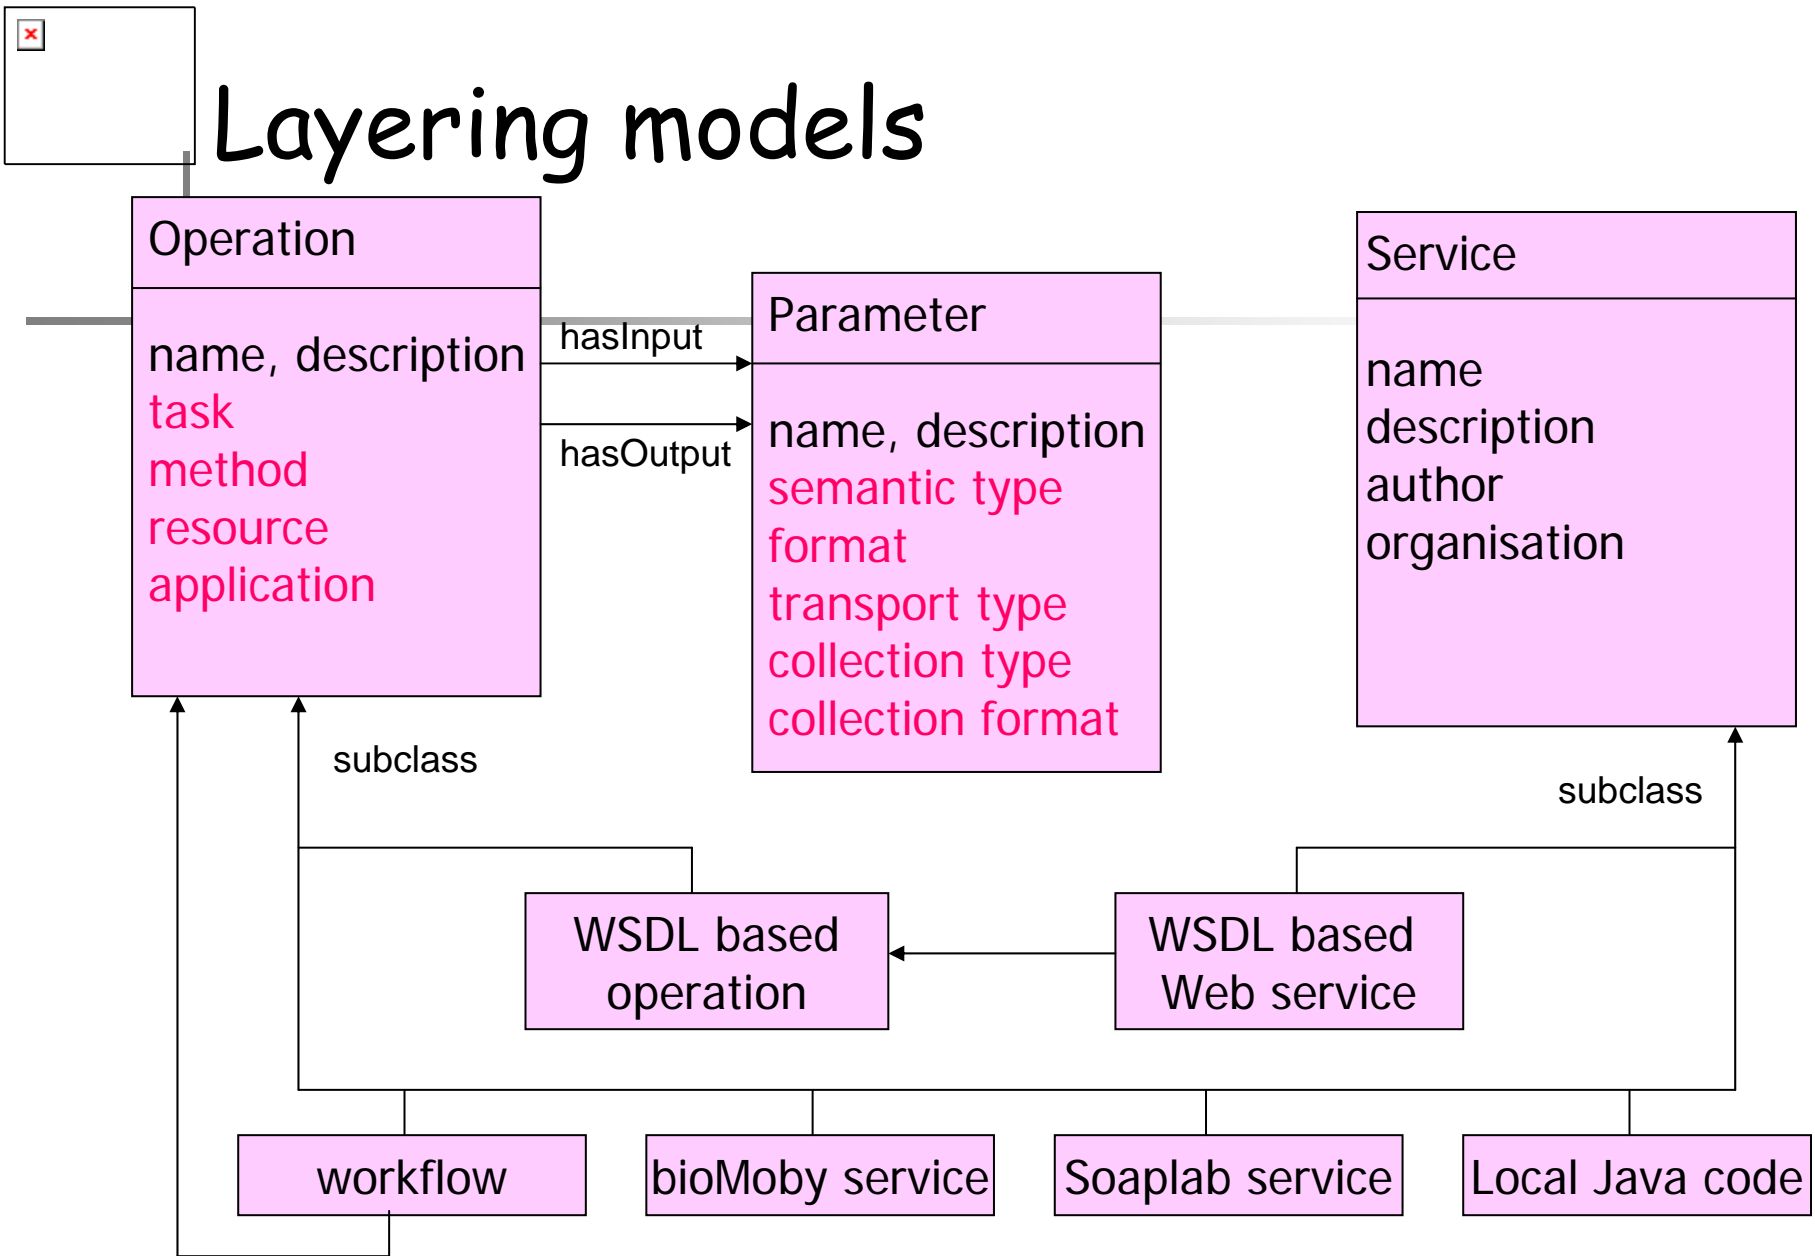 Layering models
Operation
name, description
task
method
resource
application
hasInput
hasOutput
Parameter
name, description
semantic type
format
transport type
collection type
collection format
Service
name
description
author
organisation
subclass
subclass
WSDL based
operation
WSDL based
Web service
workflow
bioMoby service
Soaplab service
Local Java code